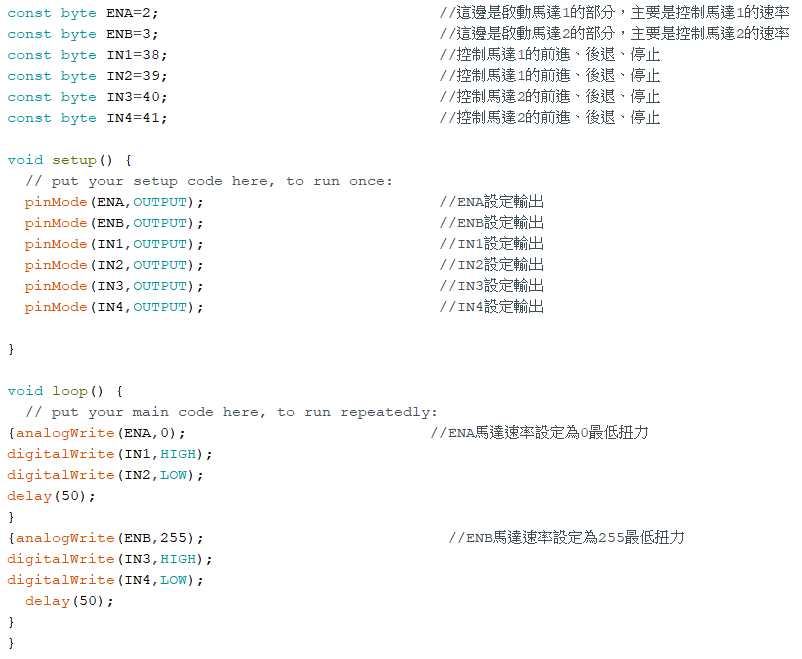 const byte ENA=2; //這邊是啟動馬達1的部分，主要是控制馬達1的速率
const byte ENB=3; //這邊是啟動馬達2的部分，主要是控制馬達2的速率
const byte IN1=38; //控制馬達1的前進、後退、停止
const byte IN2=39; //控制馬達1的前進、後退、停止
const byte IN3=40; //控制馬達2的前進、後退、停止
const byte IN4=41; //控制馬達2的前進、後退、停止
void setup() {
// put your setup code here, to run once:
pinMode(ENA,OUTPUT); //ENA設定輸出
pinMode(ENB,OUTPUT); //ENB設定輸出
pinMode(IN1,OUTPUT); //IN1設定輸出
pinMode(IN2,OUTPUT); //IN2設定輸出
pinMode(IN3,OUTPUT); //IN3設定輸出
pinMode(IN4,OUTPUT); //IN4設定輸出
}
void loop() {
// put your main code here, to run repeatedly:
{analogWrite(ENA,0); //ENA馬達速率設定為0最低扭力
digitalWrite(IN1,HIGH);
digitalWrite(IN2,LOW);
delay(50);
}
{analogWrite(ENB,255); //ENB馬達速率設定為255最低扭力
digitalWrite(IN3,HIGH);
digitalWrite(IN4,LOW);
delay(50);
}
}